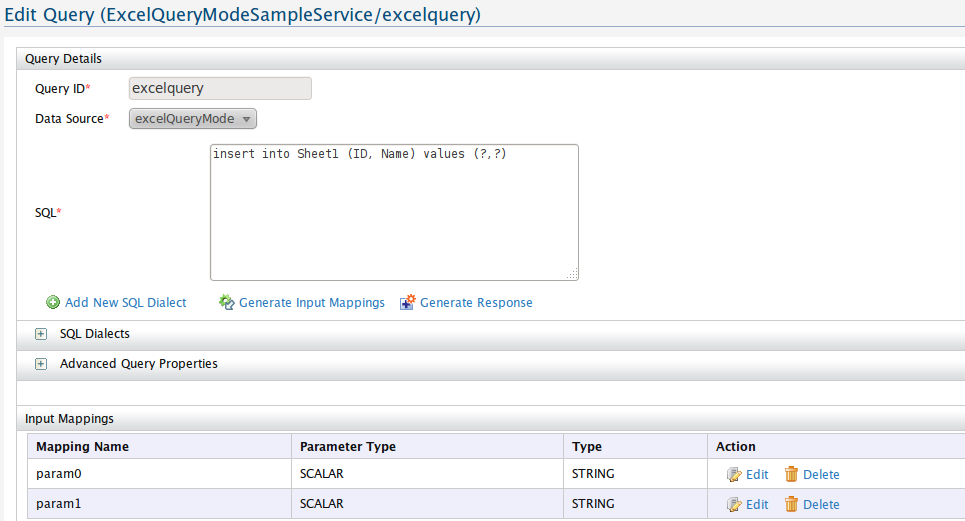 Edit Query (ExcelQueryModeSampleService/excelquery)
Query Details
Query ID* excelquery
Data Source* excelQueryMode
insert into Sheet1 (ID, Name) values (?,?)
SQL*
Add New SQL Dialect Generate Input Mappings Generate Response
SQL Dialects
Advanced Query Properties
Input Mappings
Mapping Name Parameter Type Type Action
param0 SCALAR STRING Edit Delete
param1 SCALAR STRING Edit Delete